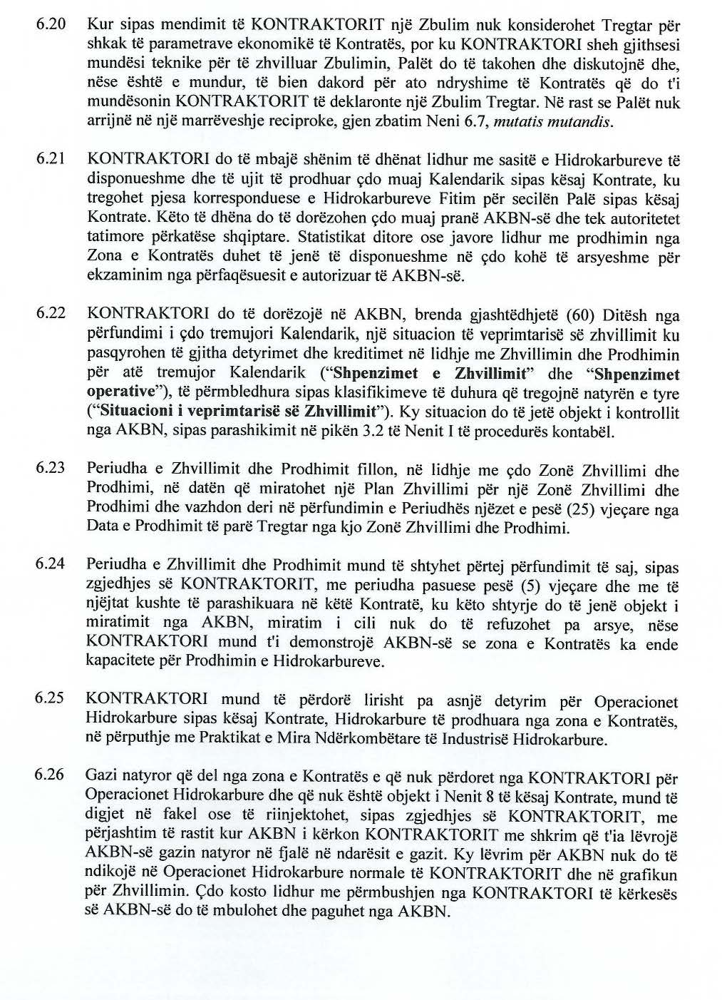 6.20 Kur sipas mendimit të KONTRAKTORIT një Zbulim nuk konsiderohet Tregtar për
shkak të parametrave ekonomikë të Kontratës, por ku KONTRAKTORI sheh gjithsesi
mundësi teknike për të zhvilluar Zbulimin, Palët do të takohen dhe diskutojnë dhe,
nëse është e mundur, të bien dakord për ato ndryshime të Kontratës që do t'i
mundësonin KONTRAKTORIT të deklaronte një Zbulim Tregtar. Në rast se Palët nuk
arrijnë në një marrëveshje reciproke, gjen zbatim Neni 6.7, mutatis mutandis.
6.21 KONTRAKTORI do të mbajë shënim të dhënat lidhur me sasitë e Hidrokarbureve të
disponueshme dhe të ujit të prodhuar çdo muaj Kalendarik sipas kësaj Kontrate, ku
tregohet pjesa korresponduese e Hidrokarbureve Fitim për secilën Palë sipas kësaj
Kontrate. Këto të dhëna do të dorëzohen çdo muaj pranë AKBN-së dhe tek autoritetet
tatimore përkatëse shqiptare. Statistikat ditore ose javore lidhur me prodhimin nga
Zona e Kontratës duhet të jenë të disponueshme në çdo kohë të arsyeshme për
ekzaminim nga përfaqësuesit e autorizuar të AKBN-së.
6.22 KONTRAKTORI do të dorëzojë në AKBN, brenda gjashtëdhjetë (60) Ditësh nga
përfundimi i çdo tremujori Kalendarik, një situacion të veprimtarisë së zhvillimit ku
pasqyrohen të gjitha detyrimet dhe kreditimet në lidhje me Zhvillimin dhe Prodhimin
për atë tremujor Kalendarik (“Shpenzimet e Zhvillimit” dhe “Shpenzimet
operative”), të përmbledhura sipas klasifikimeve të duhura që tregojnë natyrën e tyre
(“Situacioni i veprimtarisë së Zhvillimit”). Ky situacion do të jetë objekt i kontrollit
nga AKBN, sipas parashikimit në pikën 3.2 të Nenit I të procedurës kontabël.
6.23 Periudha e Zhvillimit dhe Prodhimit fillon, në lidhje me çdo Zonë Zhvillimi dhe
Prodhimi, në datën që miratohet një Plan Zhvillimi për një Zonë Zhvillimi dhe
Prodhimi dhe vazhdon deri në përfundimin e Periudhës njëzet e pesë (25) vjeçare nga
Data e Prodhimit të parë Tregtar nga kjo Zonë Zhvillimi dhe Prodhimi.
6.24 Periudha e Zhvillimit dhe Prodhimit mund të shtyhet përtej përfundimit të saj, sipas
zgjedhjes së KONTRAKTORIT, me periudha pasuese pesë (5) vjeçare dhe me të
njëjtat kushte të parashikuara në këtë Kontratë, ku këto shtyrje do të jenë objekt i
miratimit nga AKBN, miratim i cili nuk do të refuzohet pa arsye, nëse
KONTRAKTORI mund t'i demonstrojë AKBN-së se zona e Kontratës ka ende
kapacitete për Prodhimin e Hidrokarbureve.
6.25 KONTRAKTORI mund të përdorë lirisht pa asnjë detyrim për Operacionet
Hidrokarbure sipas kësaj Kontrate, Hidrokarbure të prodhuara nga zona e Kontratës,
në përputhje me Praktikat e Mira Ndërkombëtare të Industrisë Hidrokarbure.
6.26 Gazi natyror që del nga zona e Kontratës e që nuk përdoret nga KONTRAKTORI për
Operacionet Hidrokarbure dhe që nuk është objekt i Nenit 8 të kësaj Kontrate, mund të
digjet në fakel ose të riinjektohet, sipas zgjedhjes së KONTRAKTORIT, me
përjashtim të rastit kur AKBN i kërkon KONTRAKTORIT me shkrim që t'ia lëvrojë
AKBN-së gazin natyror në fjalë në ndarësit e gazit. Ky lëvrim për AKBN nuk do të
ndikojë në Operacionet Hidrokarbure normale të KONTRAKTORIT dhe në grafikun
për Zhvillimin. Çdo kosto lidhur me përmbushjen nga KONTRAKTORI të kërkesës
së AKBN-së do të mbulohet dhe paguhet nga AKBN.